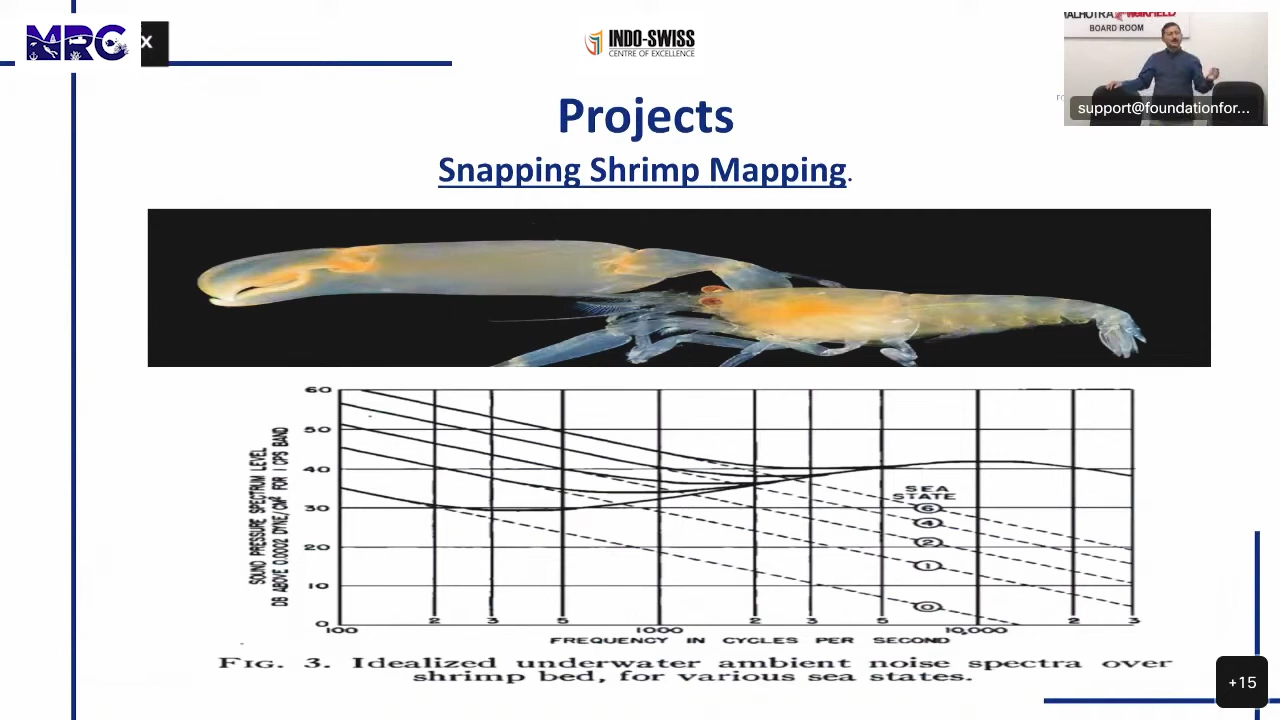 MRC
X
INDO-SWISS
CENTRE OF EXCELLENCE
BOARD ROOM
support@foundationfor...
Projects
Snapping Shrimp Mapping.
60
50
40
30
20
10
0
SOUND PRESSURE SPECTRUM LEVEL
DB ABOVE 0.0002 DYNE/CM² FOR 1 CPS BAND
SEA
STATE
6
4
2
1
0
100 2 3 5 1000 2 3 5 10,000 2 3
FREQUENCY IN CYCLES PER SECOND
FIG. 3. Idealized underwater ambient noise spectra over
shrimp bed, for various sea states.
+15